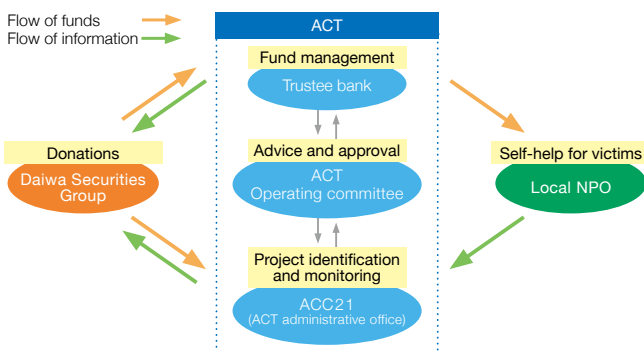 Flow of funds
Flow of information
ACT
Fund management
Trustee bank
Donations
Daiwa Securities
Group
Advice and approval
ACT
Operating committee
Self-help for victims
Local NPO
Project identification
and monitoring
ACC21
(ACT administrative office)